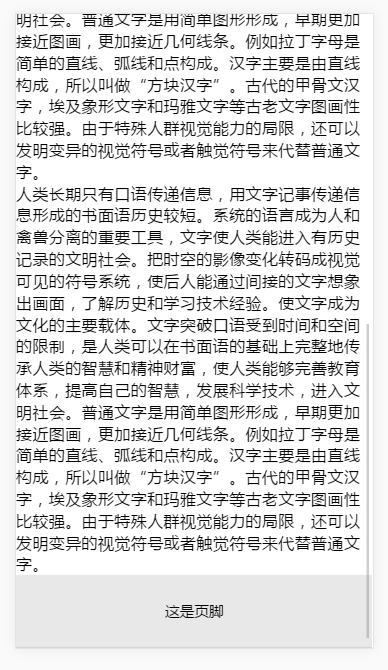 明社会。普通文字是用简单图形形成，早期更加
接近图画，更加接近几何线条。例如拉丁字母是
简单的直线、弧线和点构成。汉字主要是由直线
构成，所以叫做“方块汉字”。古代的甲骨文汉
字，埃及象形文字和玛雅文字等古老文字图画性
比较强。由于特殊人群视觉能力的局限，还可以
发明变异的视觉符号或者触觉符号来代替普通文
字。
人类长期只有口语传递信息，用文字记事传递信
息形成的书面语历史较短。系统的语言成为人和
禽兽分离的重要工具，文字使人类能进入有历史
记录的文明社会。把时空的影像变化转码成视觉
可见的符号系统，使后人能通过间接的文字想象
出画面，了解历史和学习技术经验。使文字成为
文化的主要载体。文字突破口语受到时间和空间
的限制，是人类可以在书面语的基础上完整地传
承人类的智慧和精神财富，使人类能够完善教育
体系，提高自己的智慧，发展科学技术，进入文
明社会。普通文字是用简单图形形成，早期更加
接近图画，更加接近几何线条。例如拉丁字母是
简单的直线、弧线和点构成。汉字主要是由直线
构成，所以叫做“方块汉字”。古代的甲骨文汉
字，埃及象形文字和玛雅文字等古老文字图画性
比较强。由于特殊人群视觉能力的局限，还可以
发明变异的视觉符号或者触觉符号来代替普通文
字。
这是页脚